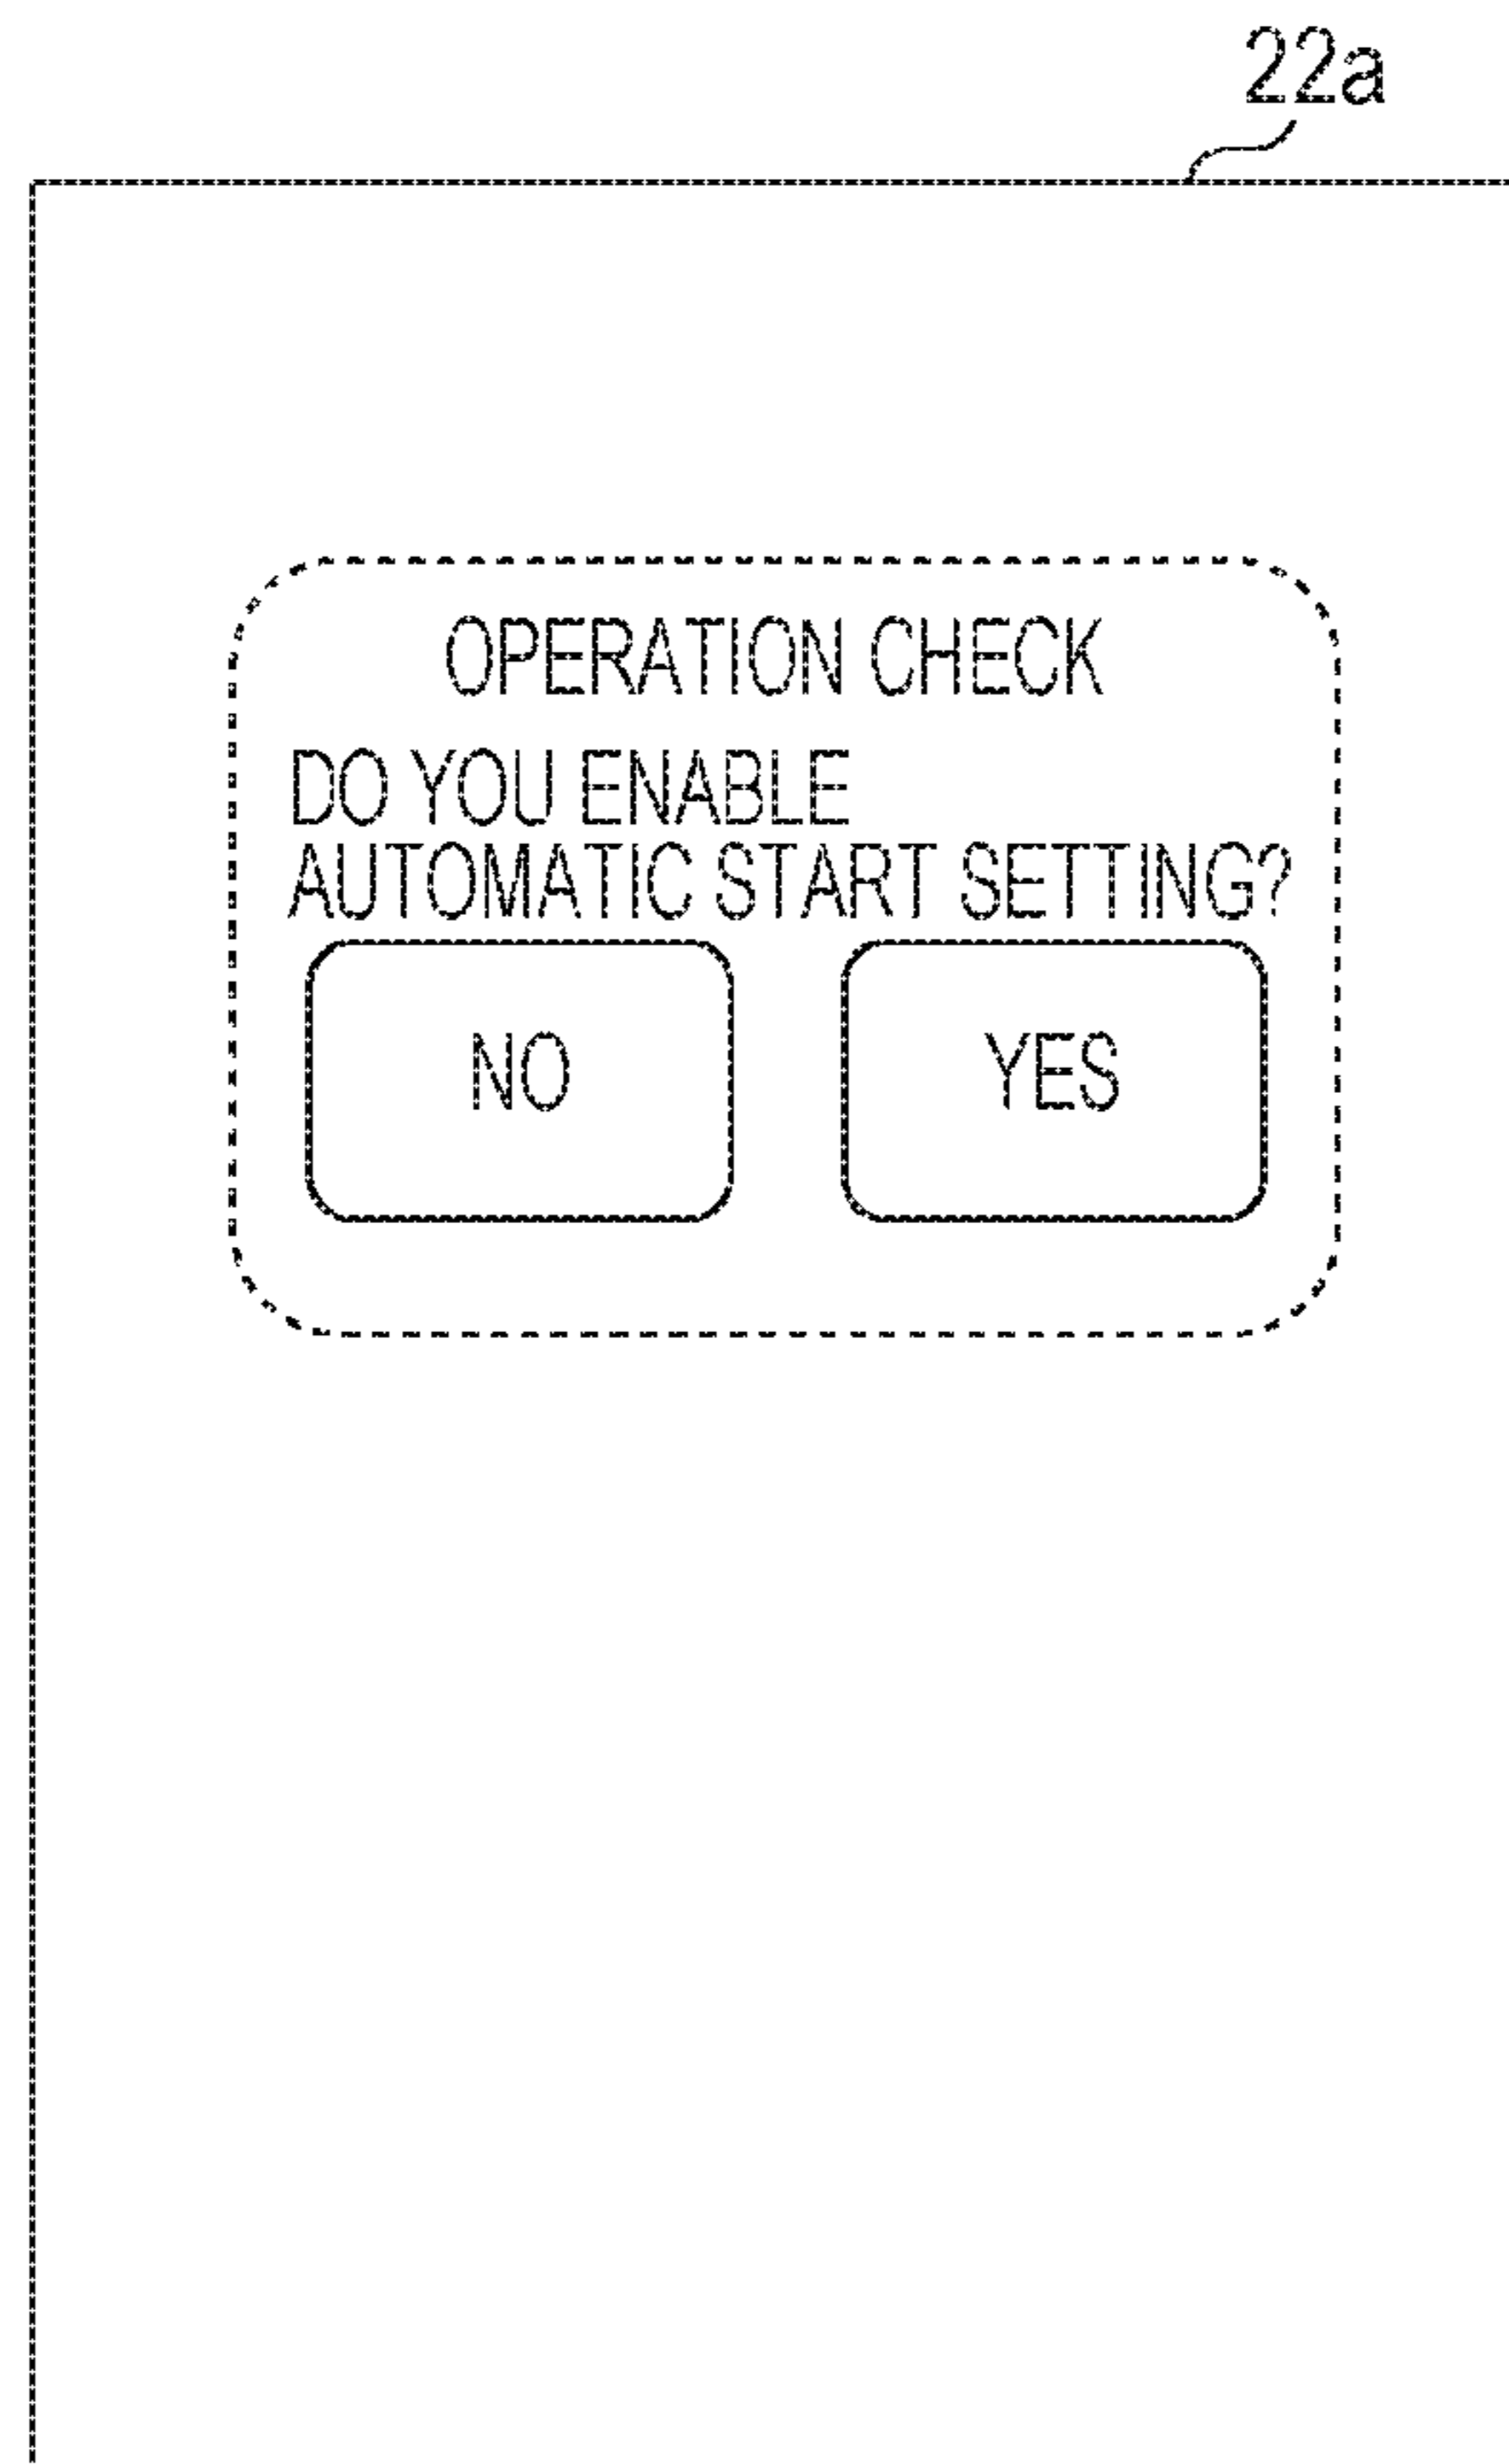 22a
OPERATION CHECK
DO YOU ENABLE
AUTOMATIC START SETTING?
NO YES